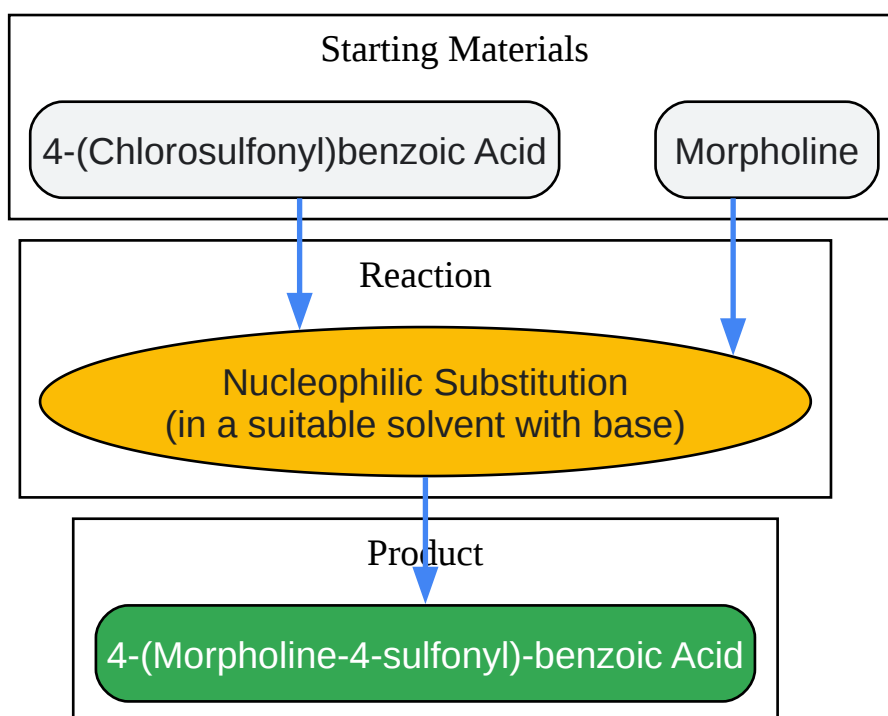 Starting Materials
4-(Chlorosulfonyl)benzoic Acid
Morpholine
Reaction
Nucleophilic Substitution
(in a suitable solvent with base)
Product
4-(Morpholine-4-sulfonyl)-benzoic Acid